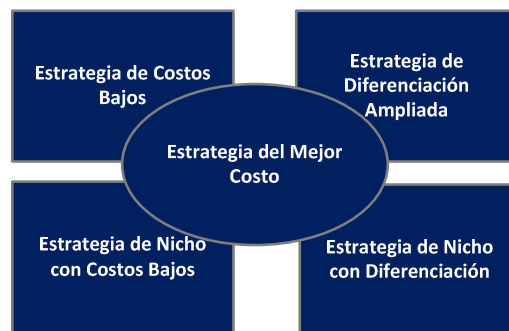 Estrategia de Costos
Bajos
Estrategia de
Diferenciación
Ampliada
Estrategia del Mejor
Costo
Estrategia de Nicho
con Costos Bajos
Estrategia de Nicho
con Diferenciación